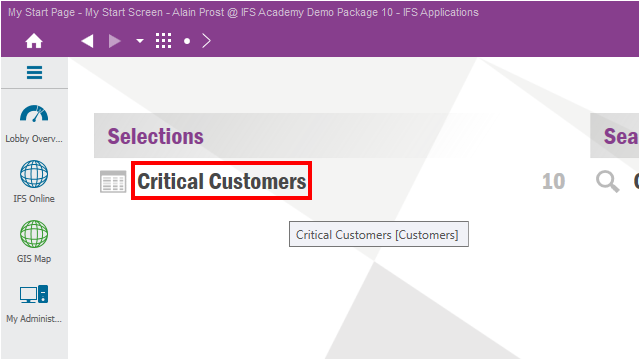 My Start Page - My Start Screen - Alain Prost @ IFS Academy Demo Package 10 - IFS Applications
Selections
Sea
Critical Customers 10
Critical Customers [Customers]
Lobby Overv...
IFS Online
GIS Map
My Administ...